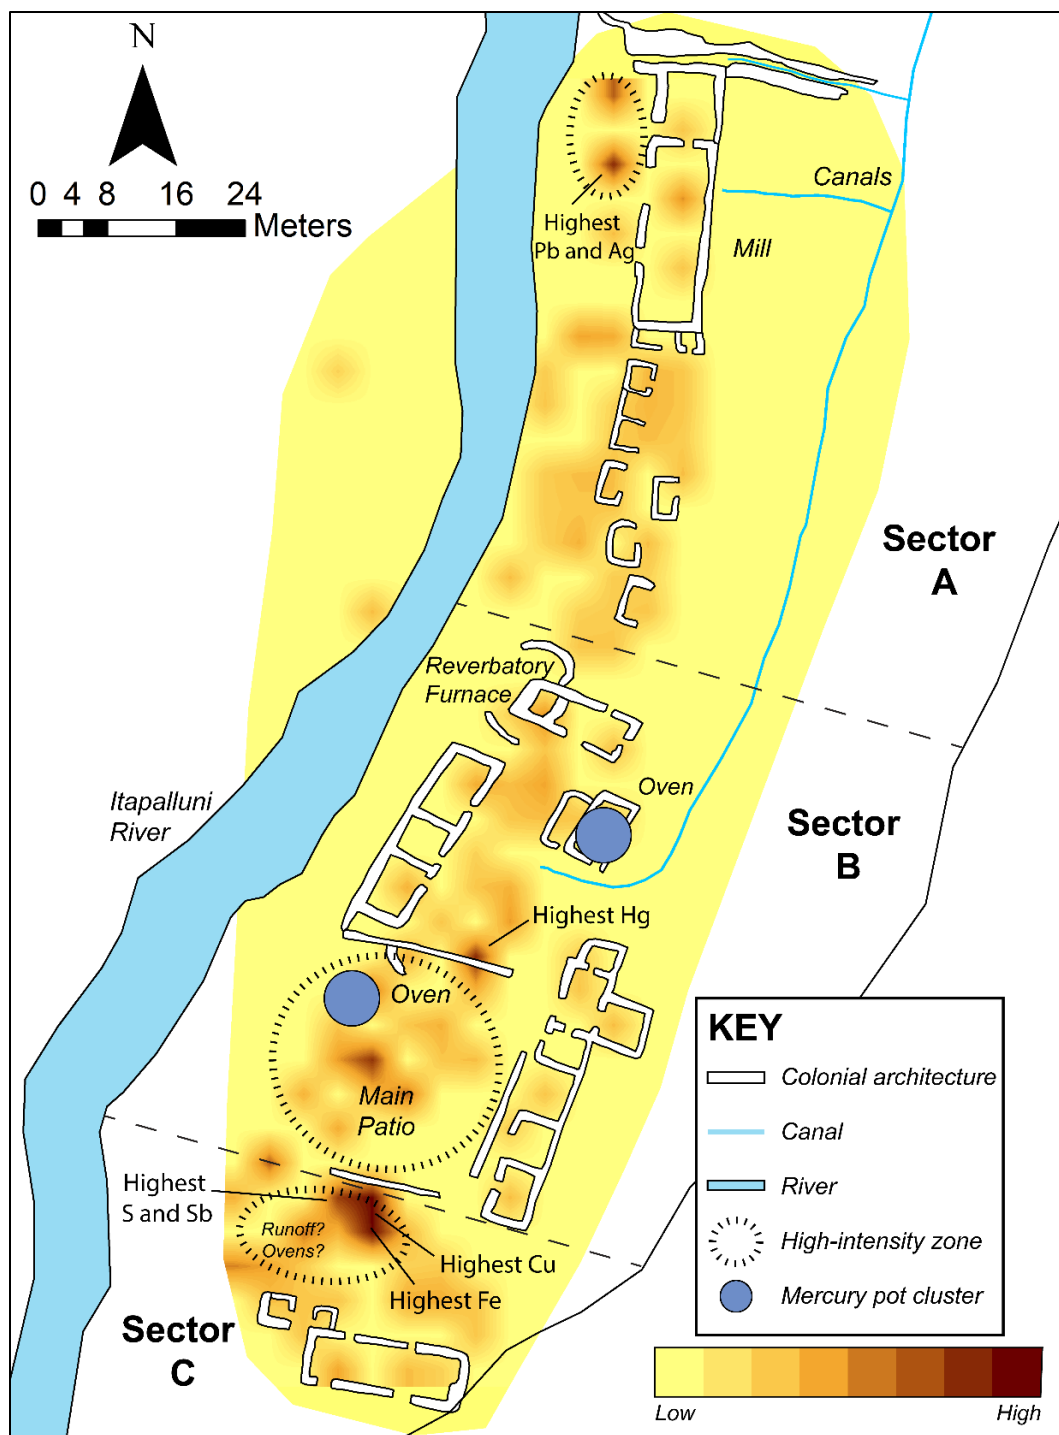 N
0 4 8 16 24
Meters
Highest
Pb and Ag
Canals
Mill
Sector
A
Reverbatory
Furnace
Itapalluni
River
Oven
Sector
B
Highest Hg
Oven
Main
Patio
Highest
S and Sb
Runoff?
Ovens?
Highest Cu
Highest Fe
Sector
C
KEY
Colonial architecture
Canal
River
High-intensity zone
Mercury pot cluster
Low High